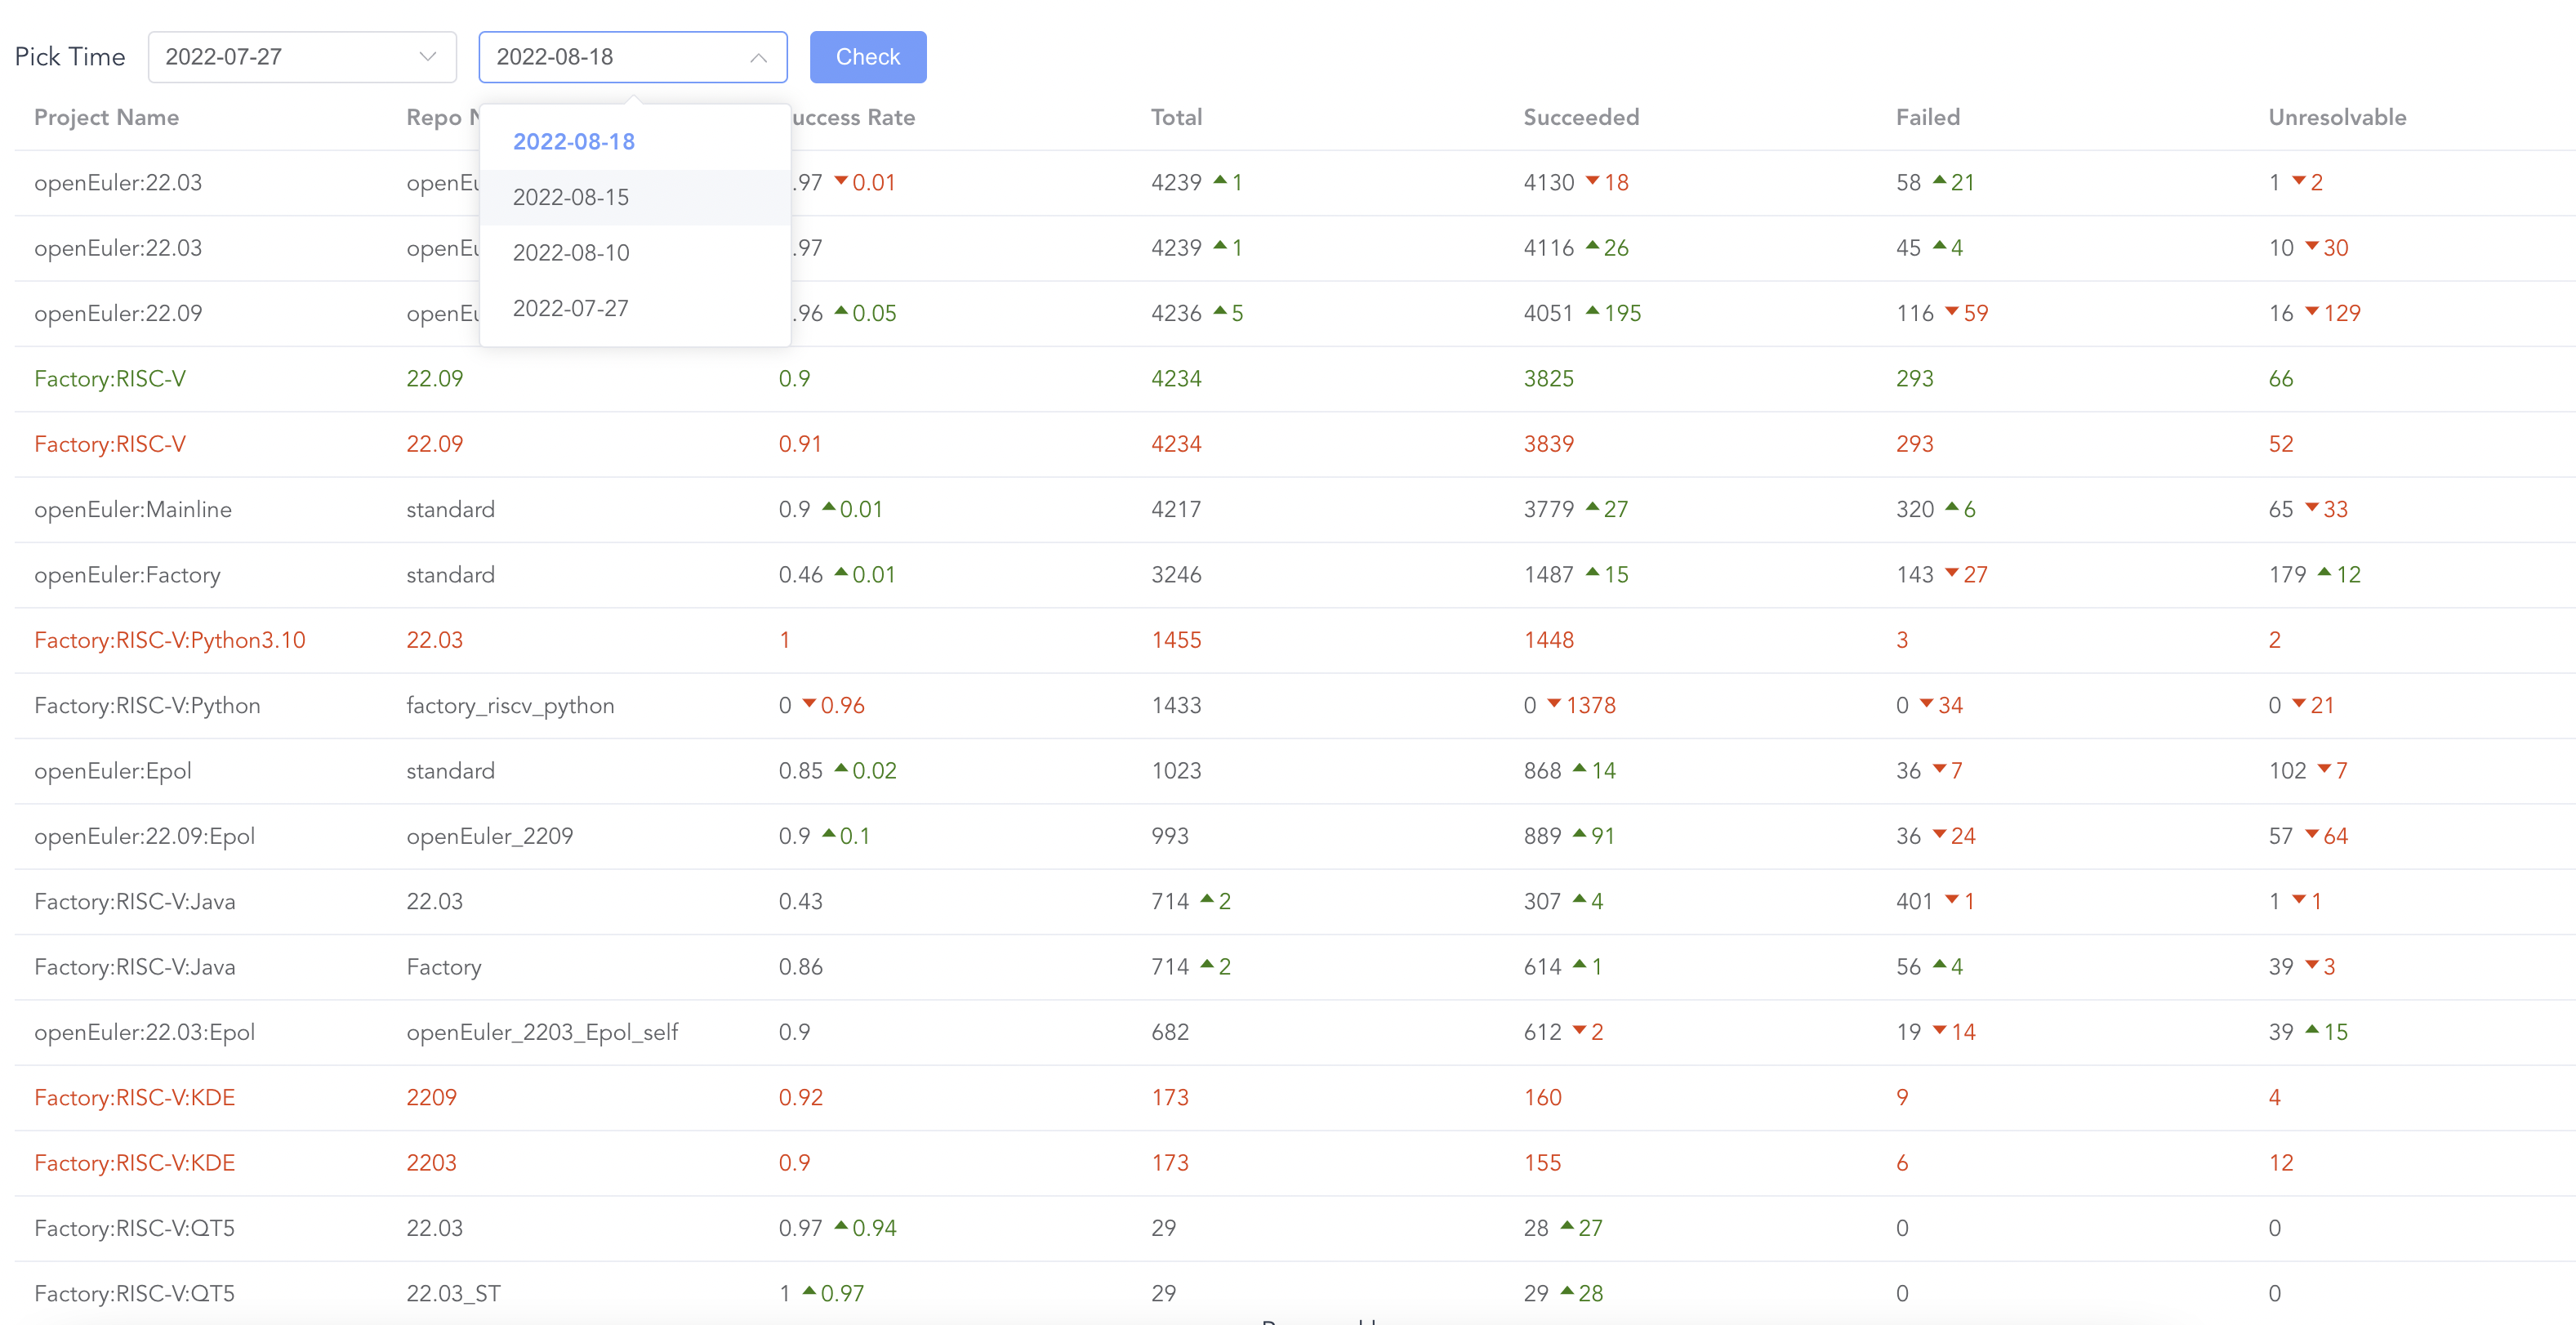 Pick Time 2022-07-27 2022-08-18 Check
Project Name Repo Success Rate Total Succeeded Failed Unresolvable
2022-08-18
openEuler:22.03 .97 ▼0.01 4239 ▲1 4130 ▼18 58 ▲21 1 ▼2
2022-08-15
openEuler:22.03 .97 4239 ▲1 4116 ▲26 45 ▲4 10 ▼30
2022-08-10
openEuler:22.09 .96 ▲0.05 4236 ▲5 4051 ▲195 116 ▼59 16 ▼129
2022-07-27
Factory:RISC-V 22.09 0.9 4234 3825 293 66
Factory:RISC-V 22.09 0.91 4234 3839 293 52
openEuler:Mainline standard 0.9 ▲0.01 4217 3779 ▲27 320 ▲6 65 ▼33
openEuler:Factory standard 0.46 ▲0.01 3246 1487 ▲15 143 ▼27 179 ▲12
Factory:RISC-V:Python3.10 22.03 1 1455 1448 3 2
Factory:RISC-V:Python factory_riscv_python 0 ▼0.96 1433 0 ▼1378 0 ▼34 0 ▼21
openEuler:Epol standard 0.85 ▲0.02 1023 868 ▲14 36 ▼7 102 ▼7
openEuler:22.09:Epol openEuler_2209 0.9 ▲0.1 993 889 ▲91 36 ▼24 57 ▼64
Factory:RISC-V:Java 22.03 0.43 714 ▲2 307 ▲4 401 ▼1 1 ▼1
Factory:RISC-V:Java Factory 0.86 714 ▲2 614 ▲1 56 ▲4 39 ▼3
openEuler:22.03:Epol openEuler_2203_Epol_self 0.9 682 612 ▼2 19 ▼14 39 ▲15
Factory:RISC-V:KDE 2209 0.92 173 160 9 4
Factory:RISC-V:KDE 2203 0.9 173 155 6 12
Factory:RISC-V:QT5 22.03 0.97 ▲0.94 29 28 ▲27 0 0
Factory:RISC-V:QT5 22.03_ST 1 ▲0.97 29 29 ▲28 0 0